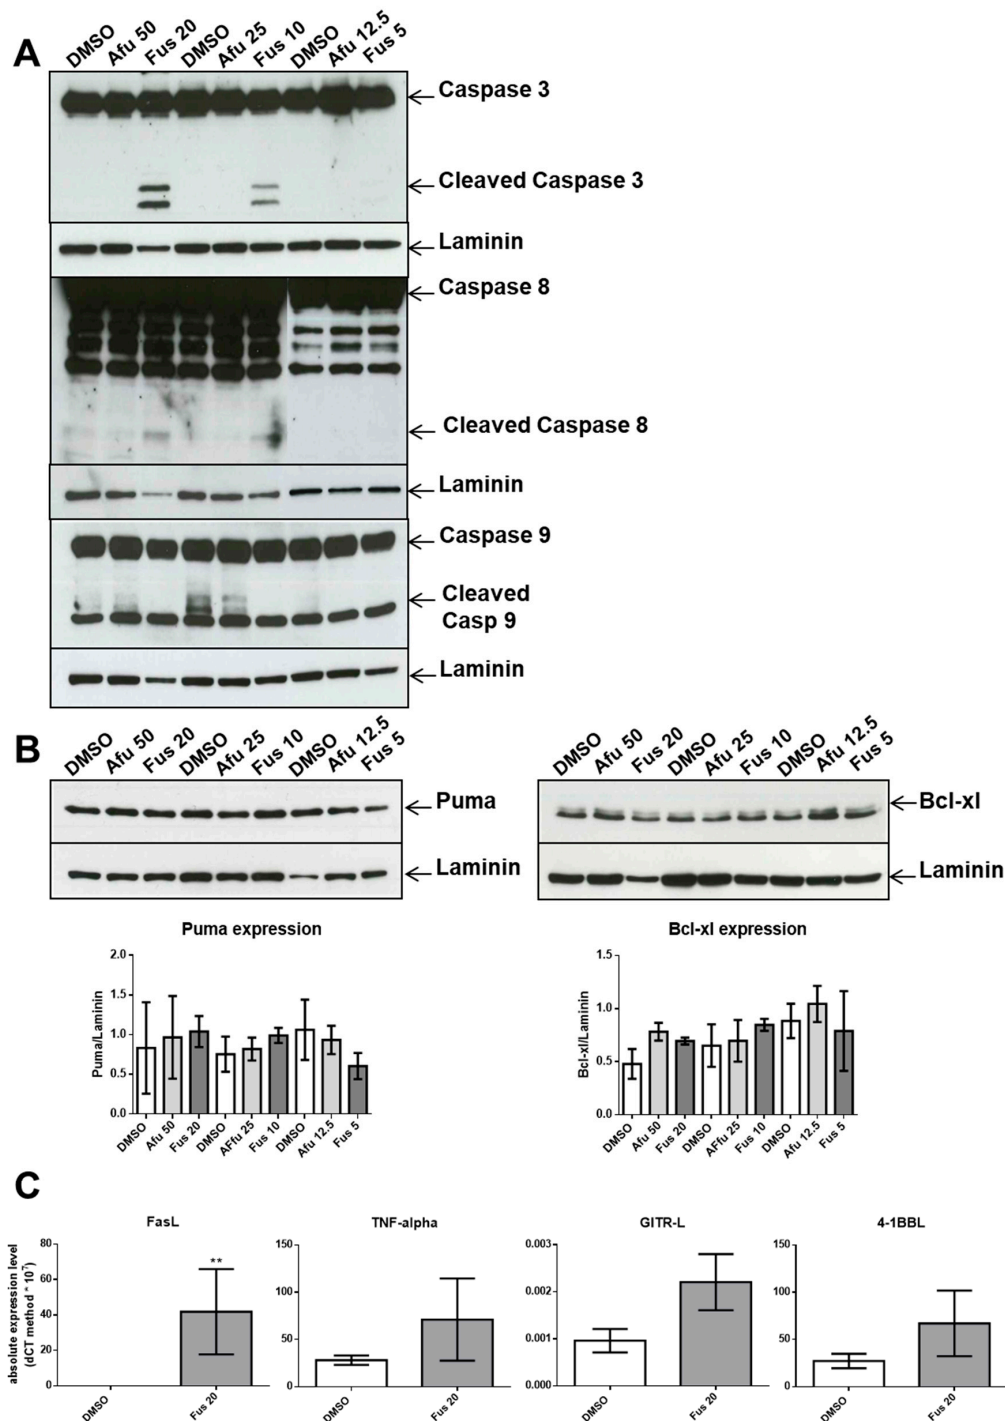 A
DMSO Afu 50 Fus 20 DMSO Afu 25 Fus 10 DMSO Afu 12.5 Fus 5
Caspase 3
Cleaved Caspase 3
Laminin
Caspase 8
Cleaved Caspase 8
Laminin
Caspase 9
Cleaved
Casp 9
Laminin
B
DMSO Afu 50 Fus 20 DMSO Afu 25 Fus 10 DMSO Afu 12.5 Fus 5
Puma
Laminin
DMSO Afu 50 Fus 20 DMSO Afu 25 Fus 10 DMSO Afu 12.5 Fus 5
Bcl-xl
Laminin
Puma expression
Puma/Laminin
2.0
1.5
1.0
0.5
0.0
DMSO Afu 50 Fus 20 DMSO AFfu 25 Fus 10 DMSO Afu 12.5 Fus 5
Bcl-xl expression
Bcl-xl/Laminin
1.5
1.0
0.5
0.0
DMSO Afu 50 Fus 20 DMSO AFfu 25 Fus 10 DMSO Afu 12.5 Fus 5
C
absolute expression level
(dCT method * 10⁷)
FasL
80
60
40
20
0
**
DMSO Fus 20
TNF-alpha
150
100
50
0
DMSO Fus 20
GITR-L
0.003
0.002
0.001
0.000
DMSO Fus 20
4-1BBL
150
100
50
0
DMSO Fus 20